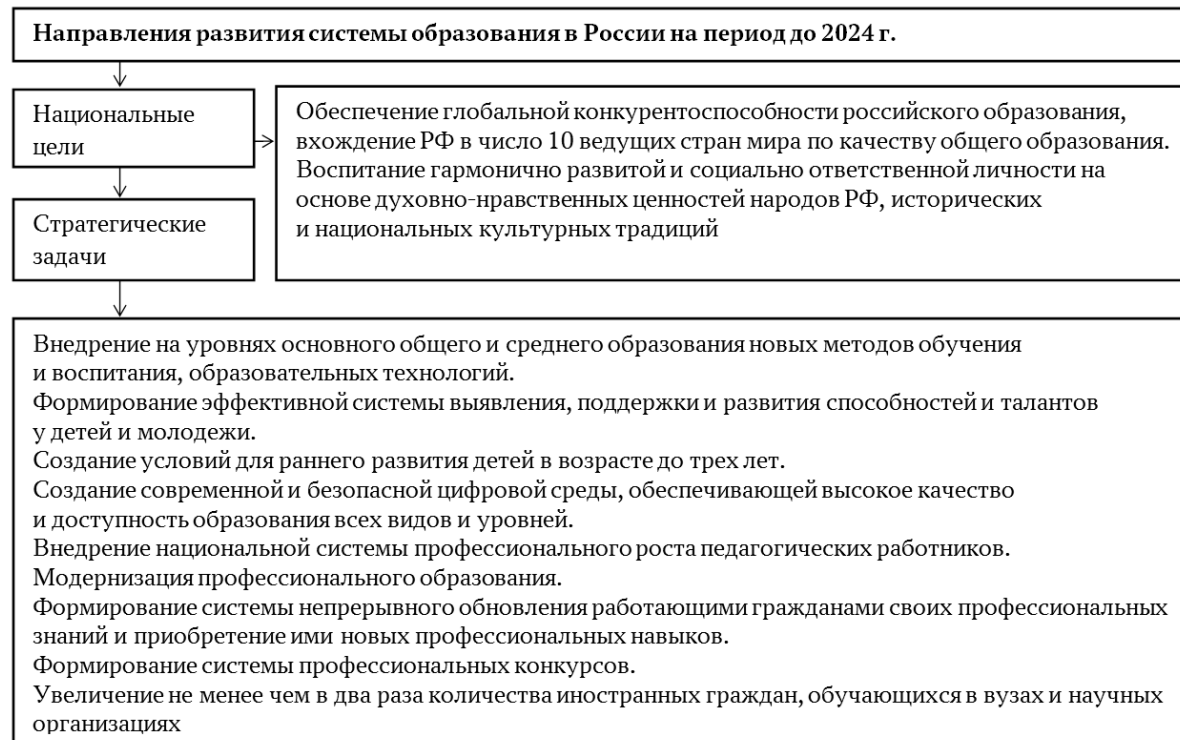 Направления развития системы образования в России на период до 2024 г.
Национальные
цели
Обеспечение глобальной конкурентоспособности российского образования,
вхождение РФ в число 10 ведущих стран мира по качеству общего образования.
Воспитание гармонично развитой и социально ответственной личности на
основе духовно-нравственных ценностей народов РФ, исторических
и национальных культурных традиций
Стратегические
задачи
Внедрение на уровнях основного общего и среднего образования новых методов обучения
и воспитания, образовательных технологий.
Формирование эффективной системы выявления, поддержки и развития способностей и талантов
у детей и молодежи.
Создание условий для раннего развития детей в возрасте до трех лет.
Создание современной и безопасной цифровой среды, обеспечивающей высокое качество
и доступность образования всех видов и уровней.
Внедрение национальной системы профессионального роста педагогических работников.
Модернизация профессионального образования.
Формирование системы непрерывного обновления работающими гражданами своих профессиональных
знаний и приобретение ими новых профессиональных навыков.
Формирование системы профессиональных конкурсов.
Увеличение не менее чем в два раза количества иностранных граждан, обучающихся в вузах и научных
организациях